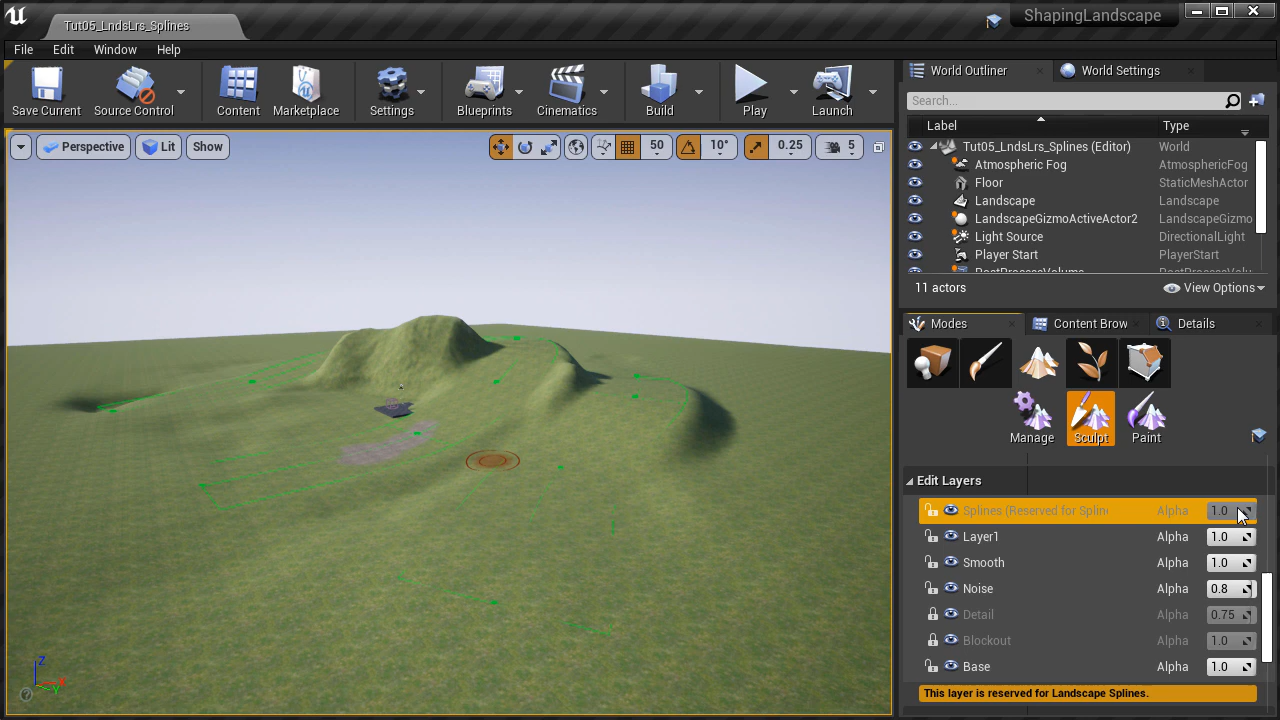 Tut05_LndsLrs_Splines
ShapingLandscape
File Edit Window Help
Save Current Source Control Content Marketplace Settings Blueprints Cinematics Build Play Launch
Perspective Lit Show 50 10° 0.25 5
World Outliner World Settings
Search...
Label Type
Tut05_LndsLrs_Splines (Editor) World
Atmospheric Fog AtmosphericFog
Floor StaticMeshActor
Landscape Landscape
LandscapeGizmoActiveActor2 LandscapeGizmo
Light Source DirectionalLight
Player Start PlayerStart
PostProcessVolume PostProcessVolu
11 actors View Options
Modes Content Brow Details
Manage Sculpt Paint
Edit Layers
Splines (Reserved for Spline Alpha 1.0
Layer1 Alpha 1.0
Smooth Alpha 1.0
Noise Alpha 0.8
Detail Alpha 0.75
Blockout Alpha 1.0
Base Alpha 1.0
This layer is reserved for Landscape Splines.
Z
X
Y